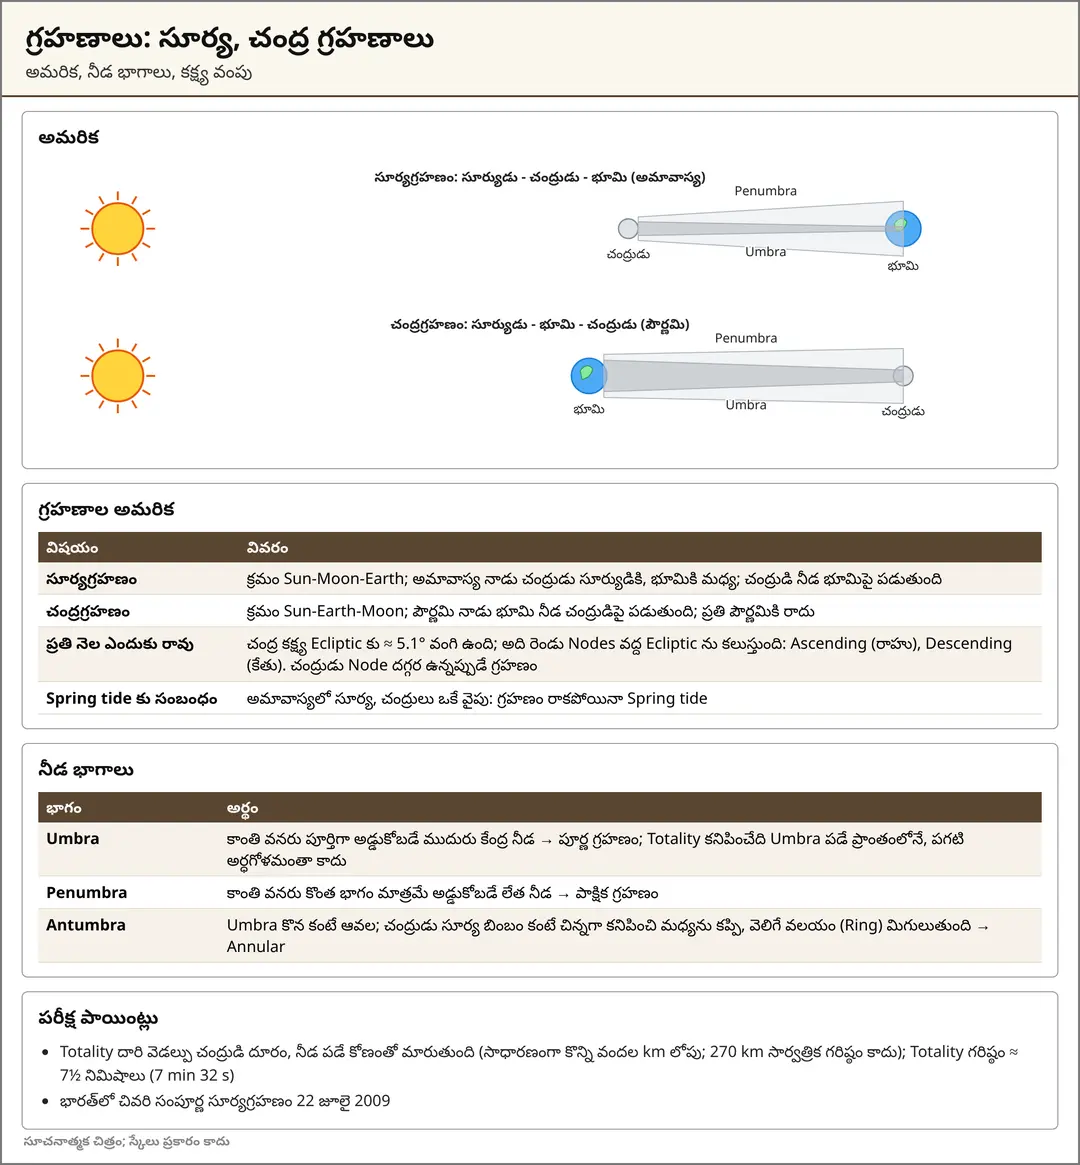 గ్రహణాలు: సూర్య, చంద్ర గ్రహణాలు
అమరిక, నీడ భాగాలు, కక్ష్య వంపు
అమరిక
సూర్యగ్రహణం: సూర్యుడు - చంద్రుడు - భూమి (అమావాస్య)
Penumbra
చంద్రుడు
Umbra
భూమి
చంద్రగ్రహణం: సూర్యుడు - భూమి - చంద్రుడు (పౌర్ణమి)
Penumbra
భూమి
Umbra
చంద్రుడు
గ్రహణాల అమరిక
విషయం వివరం
సూర్యగ్రహణం క్రమం Sun-Moon-Earth; అమావాస్య నాడు చంద్రుడు సూర్యుడికి, భూమికి మధ్య; చంద్రుడి నీడ భూమిపై పడుతుంది
చంద్రగ్రహణం క్రమం Sun-Earth-Moon; పౌర్ణమి నాడు భూమి నీడ చంద్రుడిపై పడుతుంది; ప్రతి పౌర్ణమికి రాదు
ప్రతి నెల ఎందుకు రావు చంద్ర కక్ష్య Ecliptic కు ≈ 5.1° వంగి ఉంది; అది రెండు Nodes వద్ద Ecliptic ను కలుస్తుంది: Ascending (రాహు), Descending
(కేతు). చంద్రుడు Node దగ్గర ఉన్నప్పుడే గ్రహణం
Spring tide కు సంబంధం అమావాస్యలో సూర్య, చంద్రులు ఒకే వైపు: గ్రహణం రాకపోయినా Spring tide
నీడ భాగాలు
భాగం అర్థం
Umbra కాంతి వనరు పూర్తిగా అడ్డుకోబడే ముదురు కేంద్ర నీడ → పూర్ణ గ్రహణం; Totality కనిపించేది Umbra పడే ప్రాంతంలోనే, పగటి
అర్ధగోళమంతా కాదు
Penumbra కాంతి వనరు కొంత భాగం మాత్రమే అడ్డుకోబడే లేత నీడ → పాక్షిక గ్రహణం
Antumbra Umbra కొన కంటే ఆవల; చంద్రుడు సూర్య బింబం కంటే చిన్నగా కనిపించి మధ్యను కప్పి, వెలిగే వలయం (Ring) మిగులుతుంది →
Annular
పరీక్ష పాయింట్లు
• Totality దారి వెడల్పు చంద్రుడి దూరం, నీడ పడే కోణంతో మారుతుంది (సాధారణంగా కొన్ని వందల km లోపు; 270 km సార్వత్రిక గరిష్ఠం కాదు); Totality గరిష్ఠం ≈
7½ నిమిషాలు (7 min 32 s)
• భారత్‌లో చివరి సంపూర్ణ సూర్యగ్రహణం 22 జూలై 2009
సూచనాత్మక చిత్రం; స్కేలు ప్రకారం కాదు